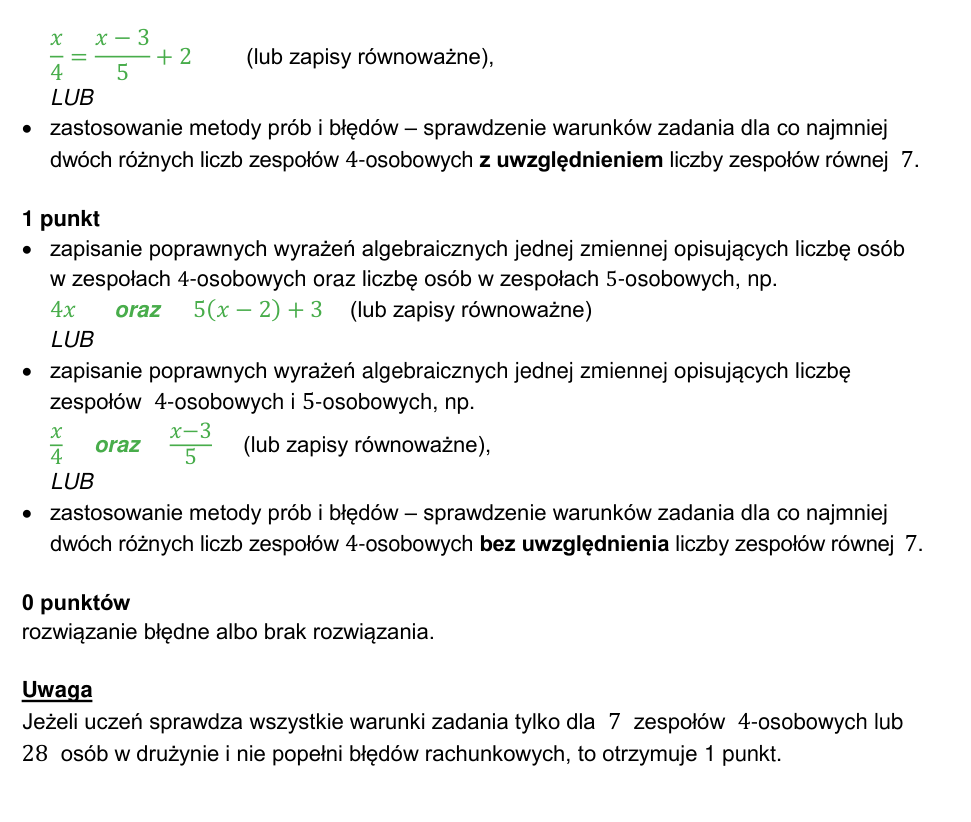 x/4 = (x − 3)/5 + 2 (lub zapisy równoważne),
LUB
• zastosowanie metody prób i błędów – sprawdzenie warunków zadania dla co najmniej
dwóch różnych liczb zespołów 4-osobowych z uwzględnieniem liczby zespołów równej 7.
1 punkt
• zapisanie poprawnych wyrażeń algebraicznych jednej zmiennej opisujących liczbę osób
w zespołach 4-osobowych oraz liczbę osób w zespołach 5-osobowych, np.
4x oraz 5(x − 2) + 3 (lub zapisy równoważne)
LUB
• zapisanie poprawnych wyrażeń algebraicznych jednej zmiennej opisujących liczbę
zespołów 4-osobowych i 5-osobowych, np.
x/4 oraz (x−3)/5 (lub zapisy równoważne),
LUB
• zastosowanie metody prób i błędów – sprawdzenie warunków zadania dla co najmniej
dwóch różnych liczb zespołów 4-osobowych bez uwzględnienia liczby zespołów równej 7.
0 punktów
rozwiązanie błędne albo brak rozwiązania.
Uwaga
Jeżeli uczeń sprawdza wszystkie warunki zadania tylko dla 7 zespołów 4-osobowych lub
28 osób w drużynie i nie popełni błędów rachunkowych, to otrzymuje 1 punkt.